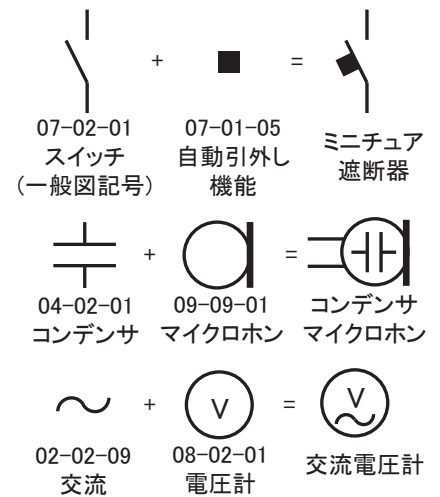 +
=
07-02-01
スイッチ
（一般図記号）
07-01-05
自動引外し
機能
ミニチュア
遮断器
+
=
04-02-01
コンデンサ
09-09-01
マイクロホン
コンデンサ
マイクロホン
+
V
=
V
02-02-09
交流
08-02-01
電圧計
交流電圧計